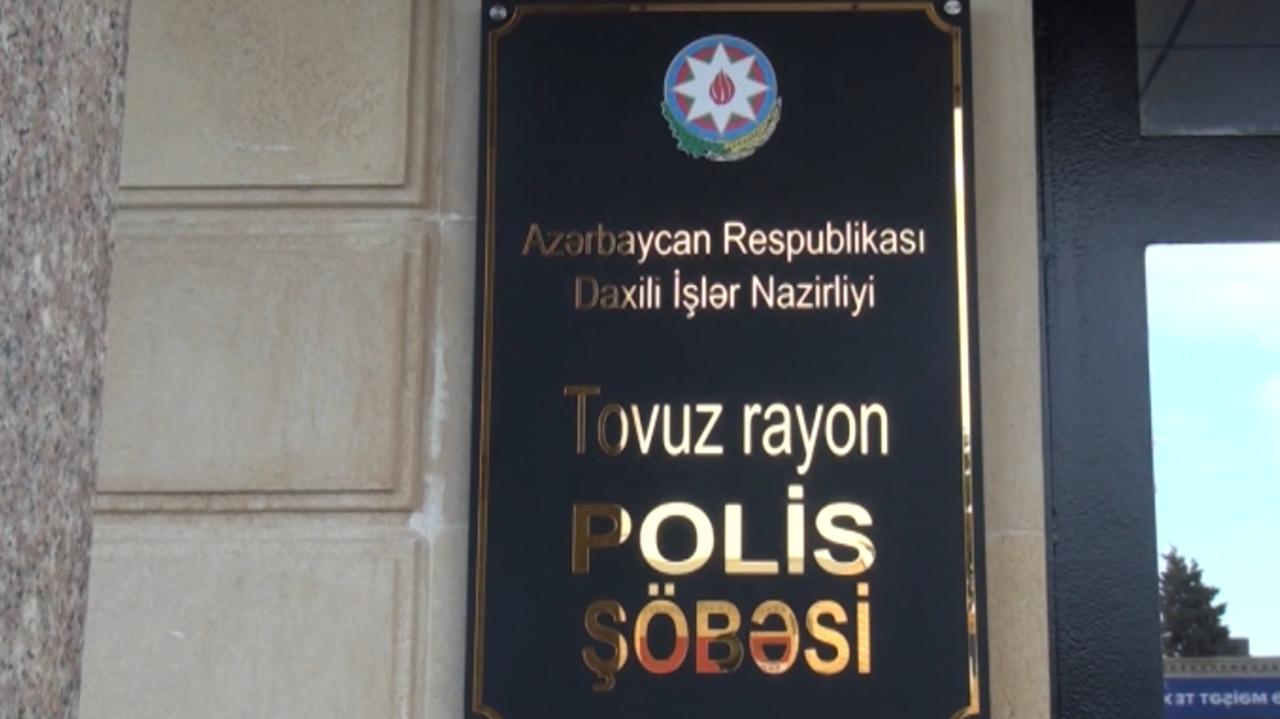 Azərbaycan Respublikası
Daxili İşlər Nazirliyi
Tovuz rayon
POLİS
ŞÖBƏSİ